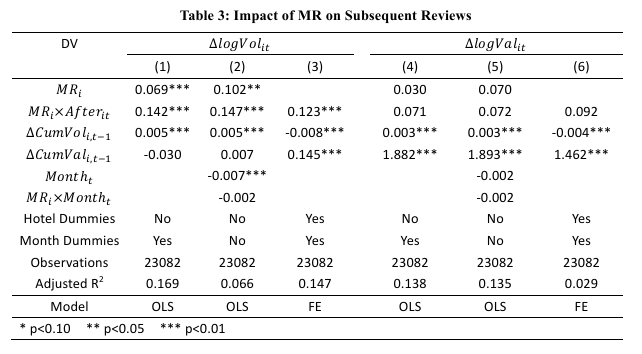 Table 3: Impact of MR on Subsequent Reviews
DV ΔlogVol_it ΔlogVal_it
(1) (2) (3) (4) (5) (6)
MR_i 0.069*** 0.102** 0.030 0.070
MR_i×After_it 0.142*** 0.147*** 0.123*** 0.071 0.072 0.092
ΔCumVol_i,t−1 0.005*** 0.005*** -0.008*** 0.003*** 0.003*** -0.004***
ΔCumVal_i,t−1 -0.030 0.007 0.145*** 1.882*** 1.893*** 1.462***
Month_t -0.007*** -0.002
MR_i×Month_t -0.002 -0.002
Hotel Dummies No No Yes No No Yes
Month Dummies Yes No Yes Yes No Yes
Observations 23082 23082 23082 23082 23082 23082
Adjusted R² 0.169 0.066 0.147 0.138 0.135 0.029
Model OLS OLS FE OLS OLS FE
* p<0.10 ** p<0.05 *** p<0.01